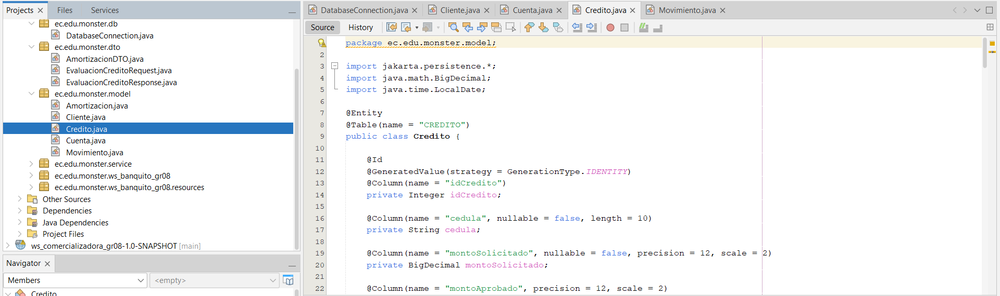 Projects
Files
Services
ec.edu.monster.db
DatabaseConnection.java
ec.edu.monster.dto
AmortizacionDTO.java
EvaluacionCreditoRequest.java
EvaluacionCreditoResponse.java
ec.edu.monster.model
Amortizacion.java
Cliente.java
Credito.java
Cuenta.java
Movimiento.java
ec.edu.monster.service
ec.edu.monster.ws_banquito_gr08
ec.edu.monster.ws_banquito_gr08.resources
Other Sources
Dependencies
Java Dependencies
Project Files
ws_comercializadora_gr08-1.0-SNAPSHOT [main]
Navigator
Members
<empty>
Credito
DatabaseConnection.java
Cliente.java
Cuenta.java
Credito.java
Movimiento.java
Source
History
package ec.edu.monster.model;
2
3 import jakarta.persistence.*;
4 import java.math.BigDecimal;
5 import java.time.LocalDate;
6
7 @Entity
8 @Table(name = "CREDITO")
9 public class Credito {
10
11 @Id
12 @GeneratedValue(strategy = GenerationType.IDENTITY)
13 @Column(name = "idCredito")
14 private Integer idCredito;
15
16 @Column(name = "cedula", nullable = false, length = 10)
17 private String cedula;
18
19 @Column(name = "montoSolicitado", nullable = false, precision = 12, scale = 2)
20 private BigDecimal montoSolicitado;
21
22 @Column(name = "montoAprobado", precision = 12, scale = 2)